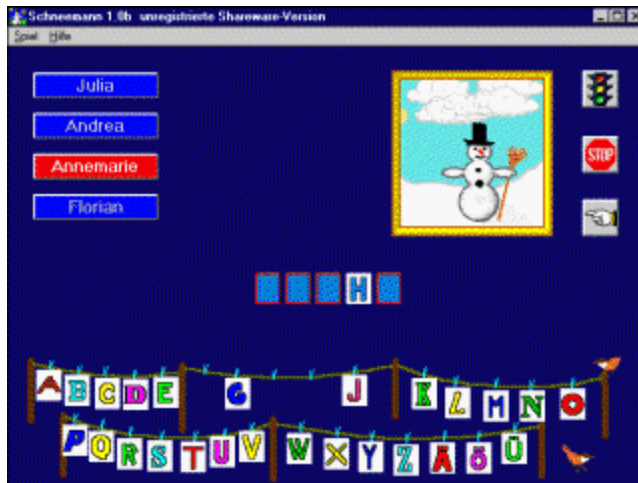 Schneemann 1.0b unregistrierte Shareware-Version
Spiel Hilfe
Julia
Andrea
Annemarie
Florian
STOP
H
A B C D E G J K L M N O
P Q R S T U V W X Y Z Ä Ö Ü